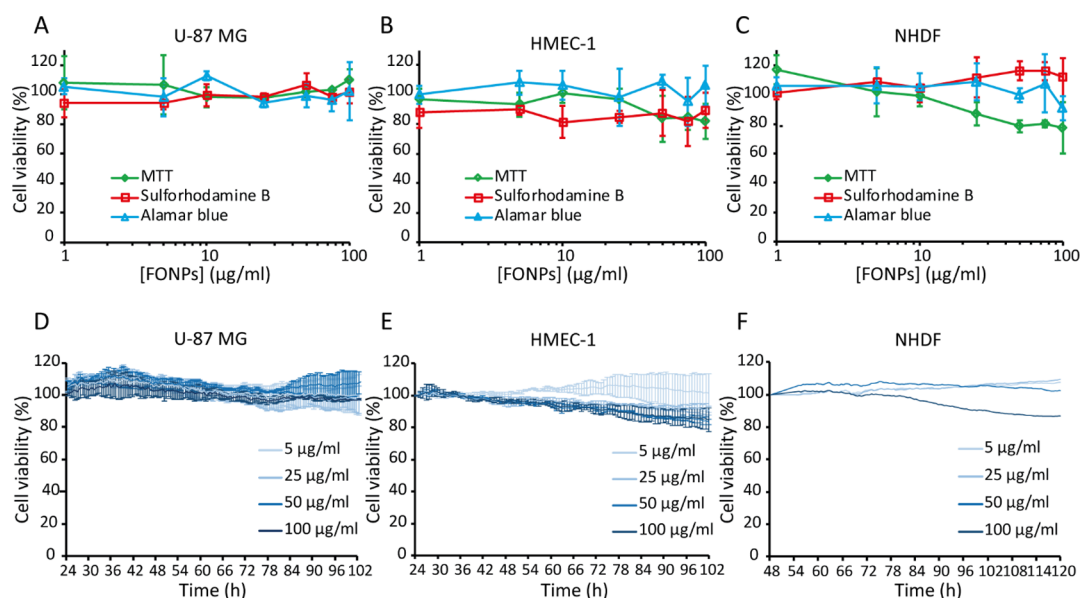 A
U-87 MG
Cell viability (%)
120
100
80
60
40
20
0
MTT
Sulforhodamine B
Alamar blue
1
10
100
[FONPs] (µg/ml)
B
HMEC-1
Cell viability (%)
120
100
80
60
40
20
0
MTT
Sulforhodamine B
Alamar blue
1
10
100
[FONPs] (µg/ml)
C
NHDF
Cell viability (%)
120
100
80
60
40
20
0
MTT
Sulforhodamine B
Alamar blue
1
10
100
[FONPs] (µg/ml)
D
U-87 MG
Cell viability (%)
120
100
80
60
40
20
0
5 µg/ml
25 µg/ml
50 µg/ml
100 µg/ml
24 30 36 42 48 54 60 66 72 78 84 90 96 102
Time (h)
E
HMEC-1
Cell viability (%)
120
100
80
60
40
20
0
5 µg/ml
25 µg/ml
50 µg/ml
100 µg/ml
24 30 36 42 48 54 60 66 72 78 84 90 96 102
Time (h)
F
NHDF
Cell viability (%)
120
100
80
60
40
20
0
5 µg/ml
25 µg/ml
50 µg/ml
100 µg/ml
48 54 60 66 72 78 84 90 96 102108114120
Time (h)